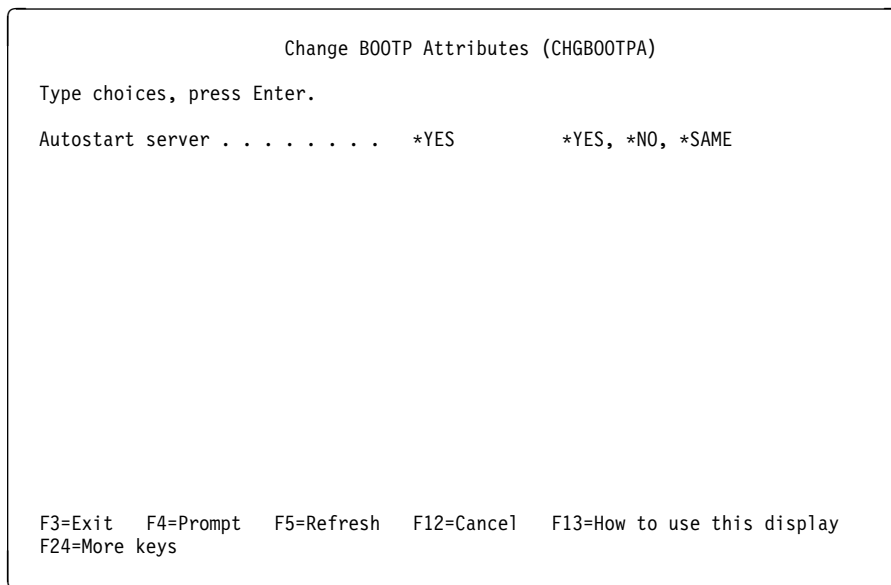 Change BOOTP Attributes (CHGBOOTPA)
Type choices, press Enter.
Autostart server . . . . . . . . *YES *YES, *NO, *SAME
F3=Exit F4=Prompt F5=Refresh F12=Cancel F13=How to use this display
F24=More keys